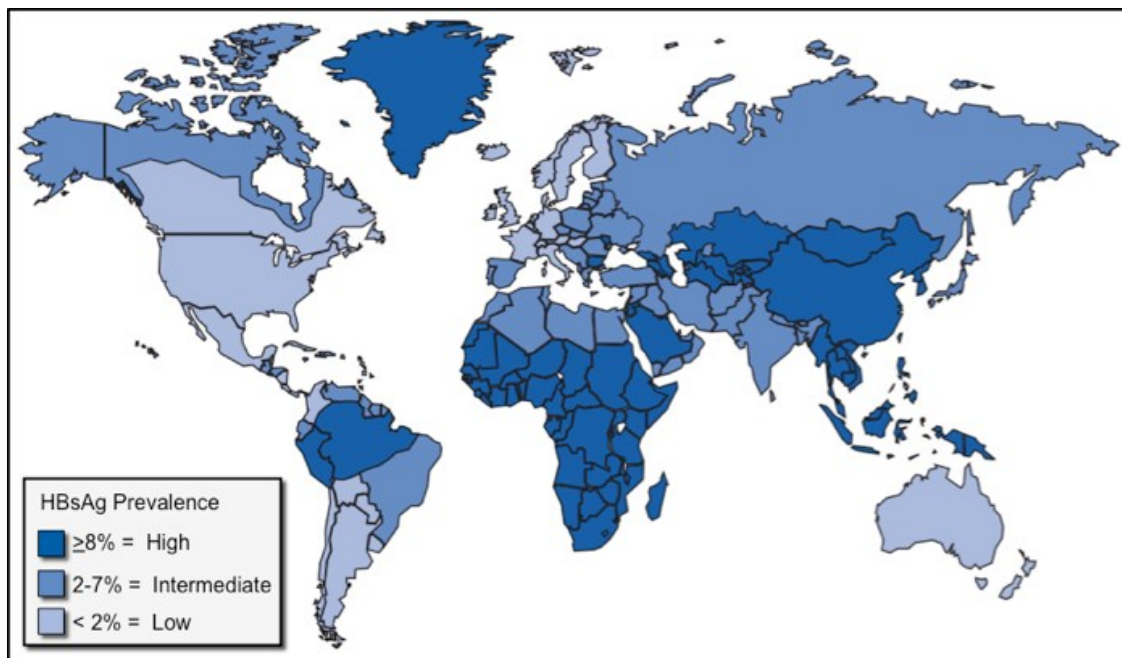 HBsAg Prevalence
≥8% = High
2-7% = Intermediate
< 2% = Low